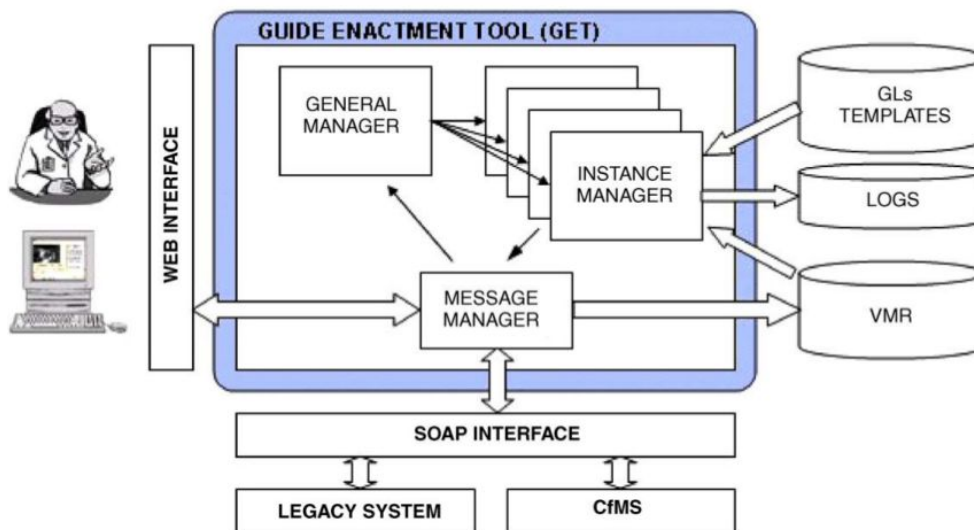 GUIDE ENACTMENT TOOL (GET)
WEB INTERFACE
GENERAL
MANAGER
INSTANCE
MANAGER
MESSAGE
MANAGER
GLs
TEMPLATES
LOGS
VMR
SOAP INTERFACE
LEGACY SYSTEM
CfMS